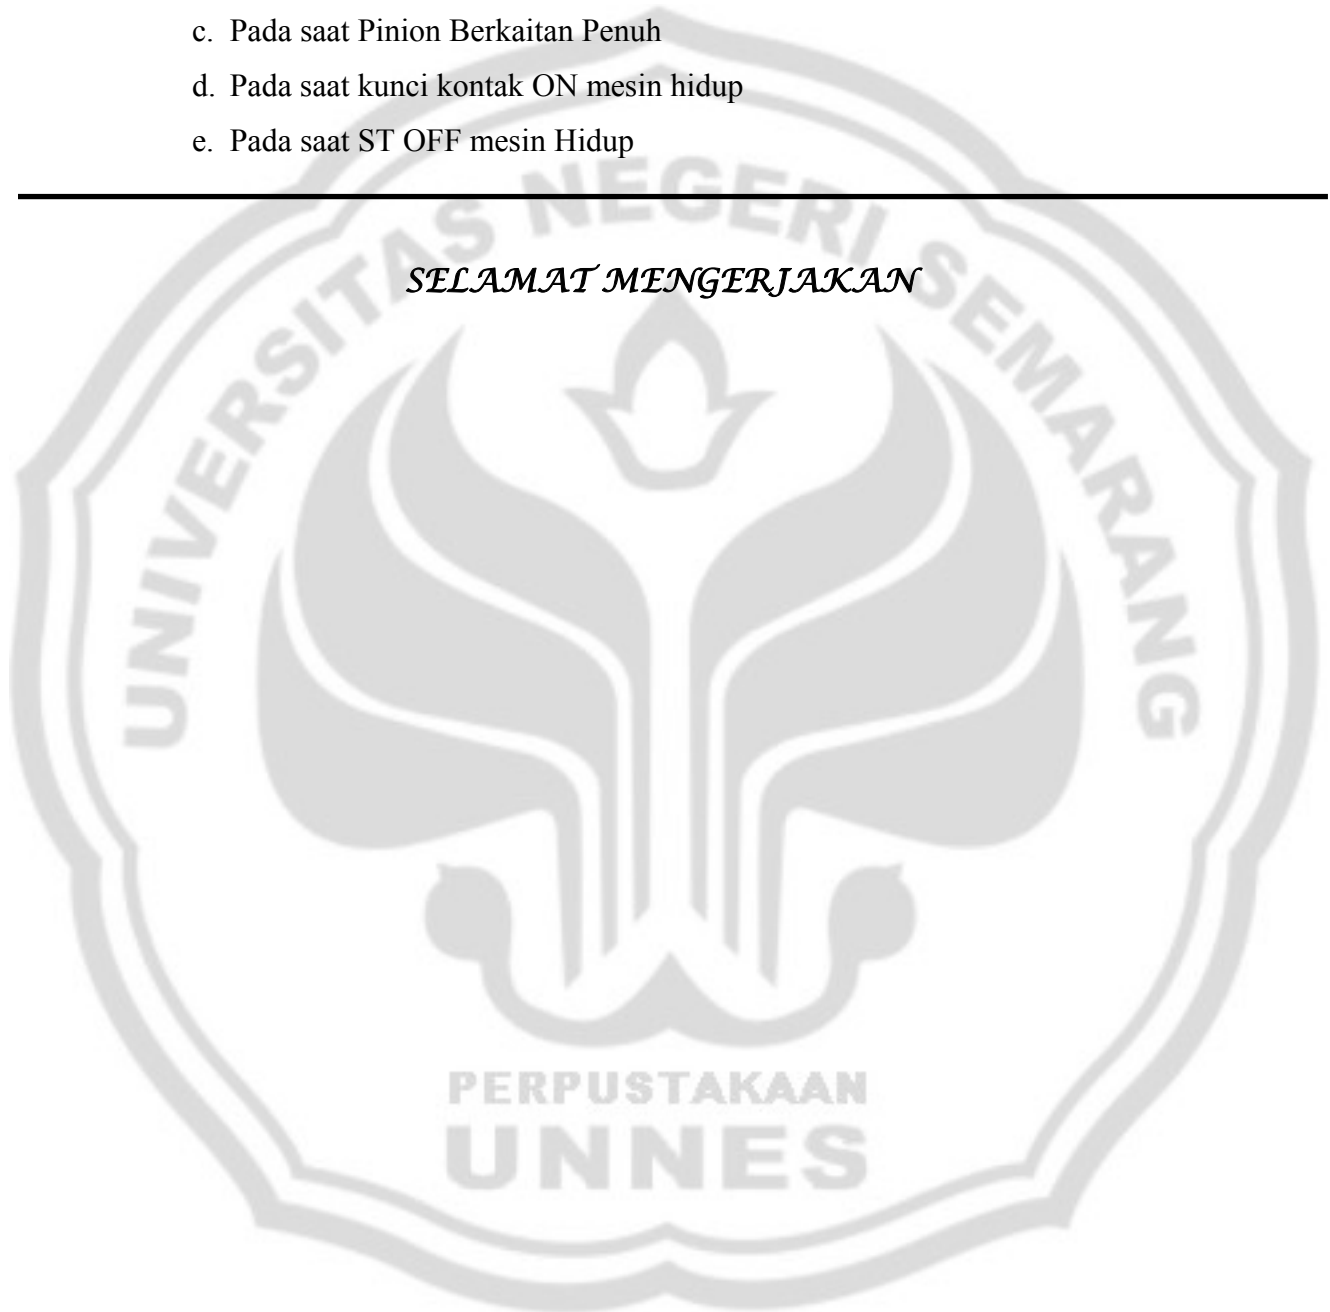 c. Pada saat Pinion Berkaitan Penuh
d. Pada saat kunci kontak ON mesin hidup
e. Pada saat ST OFF mesin Hidup
SELAMAT MENGERJAKAN
UNIVERSITAS NEGERI SEMARANG
PERPUSTAKAAN
UNNES